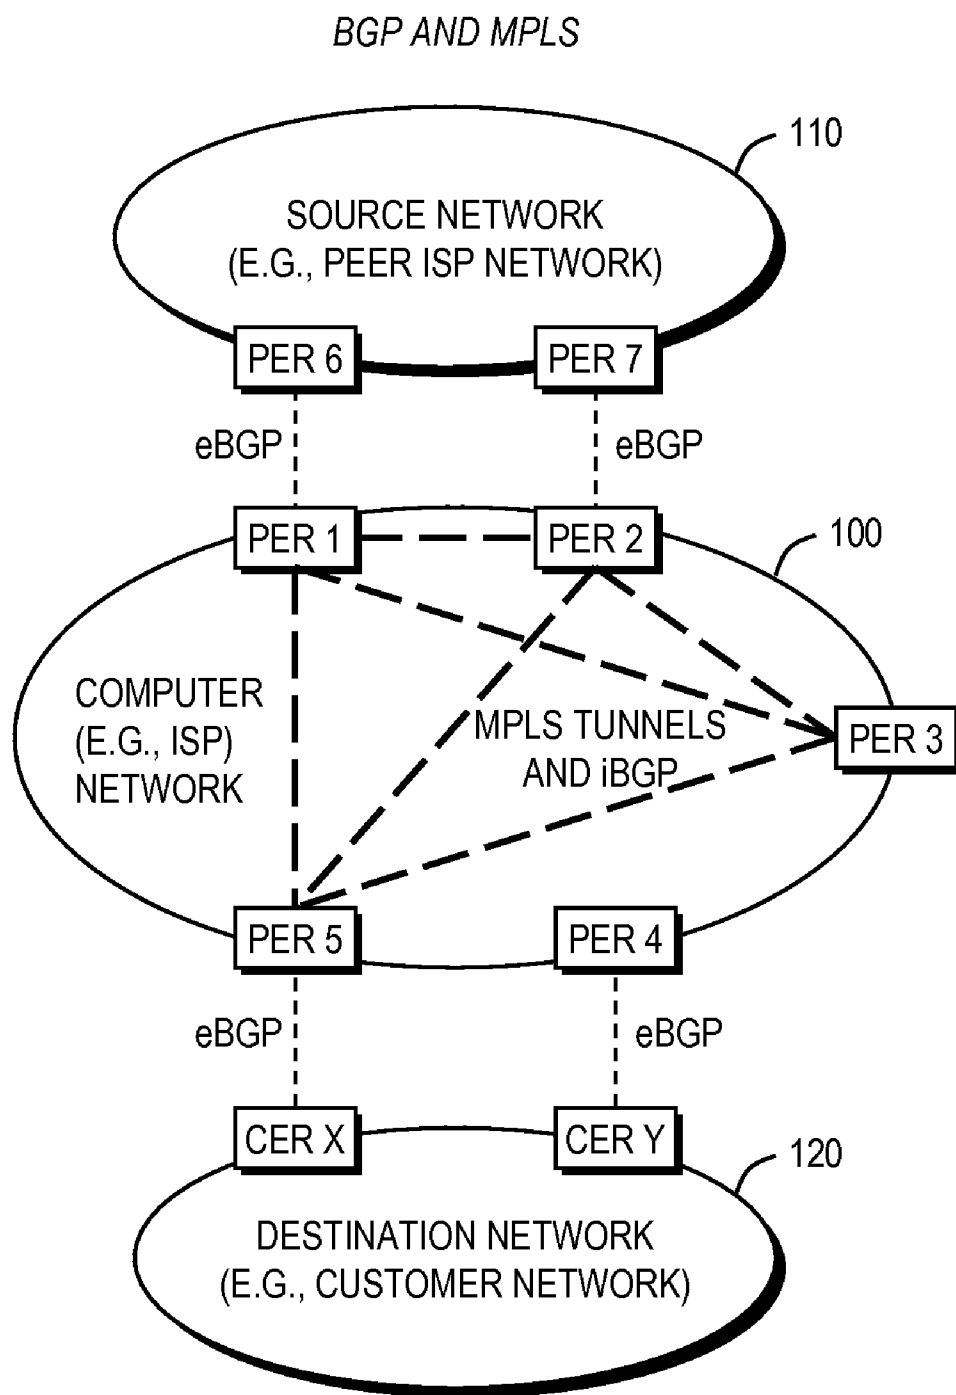 BGP AND MPLS
110
SOURCE NETWORK
(E.G., PEER ISP NETWORK)
PER 6
PER 7
eBGP
eBGP
PER 1
PER 2
100
COMPUTER
(E.G., ISP)
NETWORK
MPLS TUNNELS
AND iBGP
PER 3
PER 5
PER 4
eBGP
eBGP
CER X
CER Y
120
DESTINATION NETWORK
(E.G., CUSTOMER NETWORK)